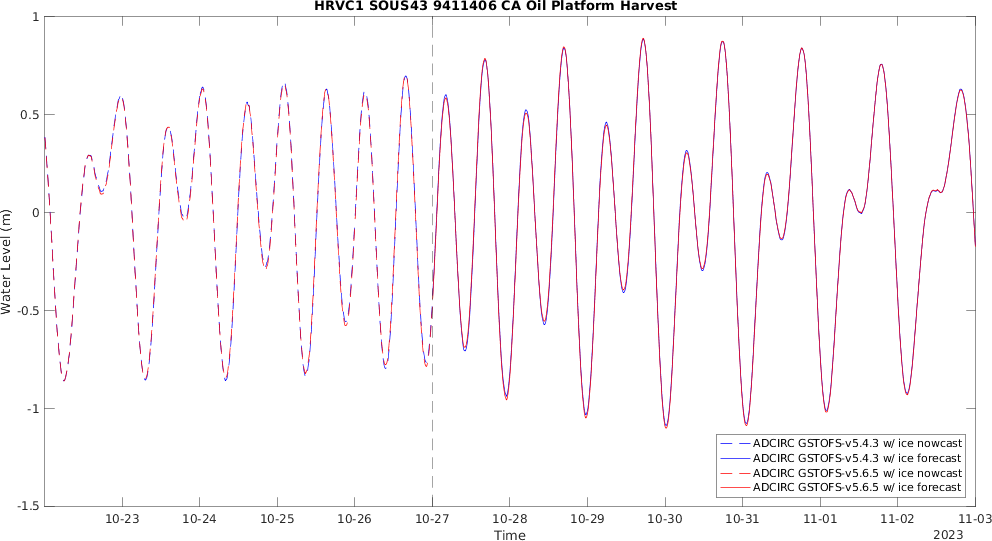 HRVC1 SOUS43 9411406 CA Oil Platform Harvest
Water Level (m)
1
0.5
0
-0.5
-1
-1.5
10-23 10-24 10-25 10-26 10-27 10-28 10-29 10-30 10-31 11-01 11-02 11-03
Time
2023
ADCIRC GSTOFS-v5.4.3 w/ ice nowcast
ADCIRC GSTOFS-v5.4.3 w/ ice forecast
ADCIRC GSTOFS-v5.6.5 w/ ice nowcast
ADCIRC GSTOFS-v5.6.5 w/ ice forecast